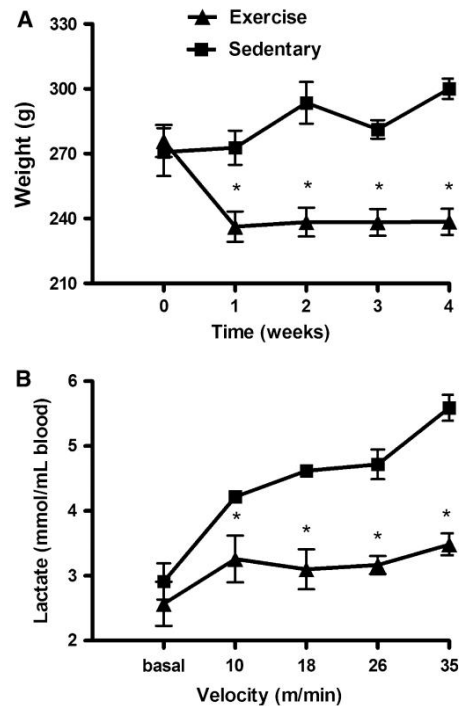 A
Exercise
Sedentary
330
300
270
240
210
Weight (g)
* * * *
0 1 2 3 4
Time (weeks)
B
6
5
4
3
2
Lactate (mmol/mL blood)
* * * *
basal 10 18 26 35
Velocity (m/min)